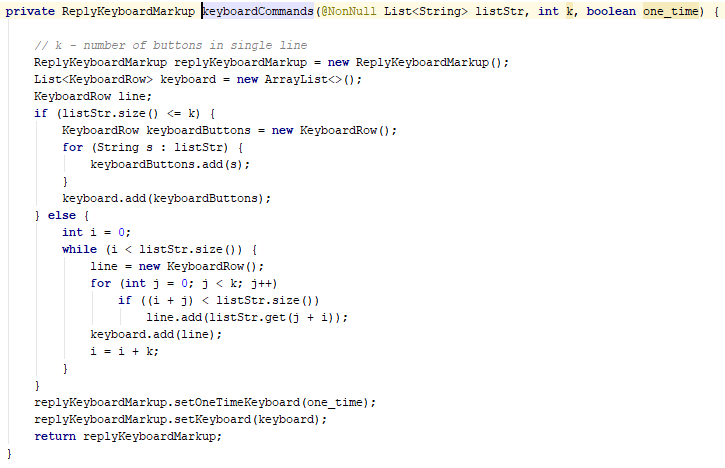 private ReplyKeyboardMarkup keyboardCommands(@NonNull List<String> listStr, int k, boolean one_time) {
// k - number of buttons in single line
ReplyKeyboardMarkup replyKeyboardMarkup = new ReplyKeyboardMarkup();
List<KeyboardRow> keyboard = new ArrayList<>();
KeyboardRow line;
if (listStr.size() <= k) {
KeyboardRow keyboardButtons = new KeyboardRow();
for (String s : listStr) {
keyboardButtons.add(s);
}
keyboard.add(keyboardButtons);
} else {
int i = 0;
while (i < listStr.size()) {
line = new KeyboardRow();
for (int j = 0; j < k; j++)
if ((i + j) < listStr.size())
line.add(listStr.get(j + i));
keyboard.add(line);
i = i + k;
}
}
replyKeyboardMarkup.setOneTimeKeyboard(one_time);
replyKeyboardMarkup.setKeyboard(keyboard);
return replyKeyboardMarkup;
}